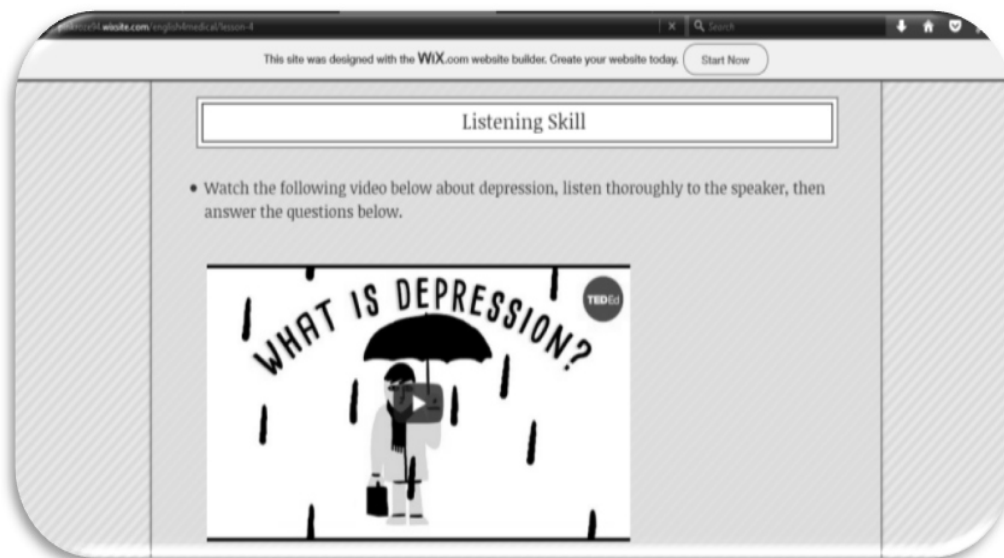 wixsite.com/english4medical/lesson-4
Search
This site was designed with the WiX.com website builder. Create your website today. Start Now
Listening Skill
• Watch the following video below about depression, listen thoroughly to the speaker, then
answer the questions below.
WHAT IS DEPRESSION?
TEDEd